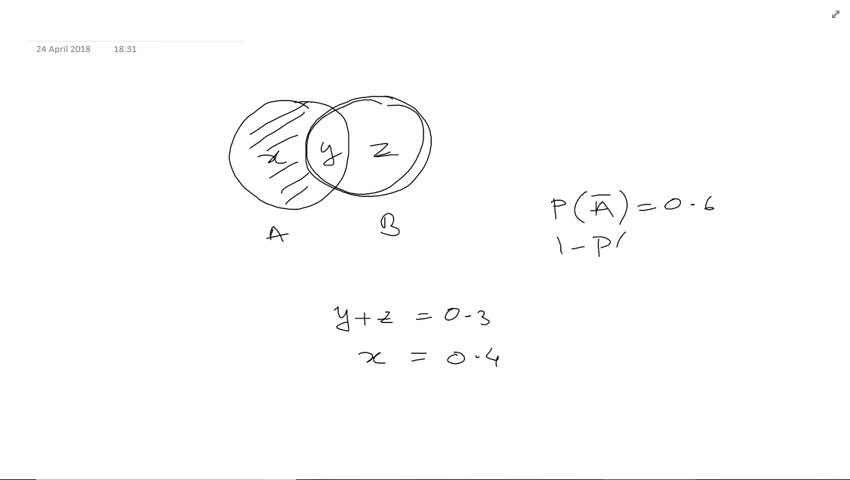 24 April 2018 18:31
x y z
A B
P(A̅) = 0.6
1 - P(
y + z = 0.3
x = 0.4